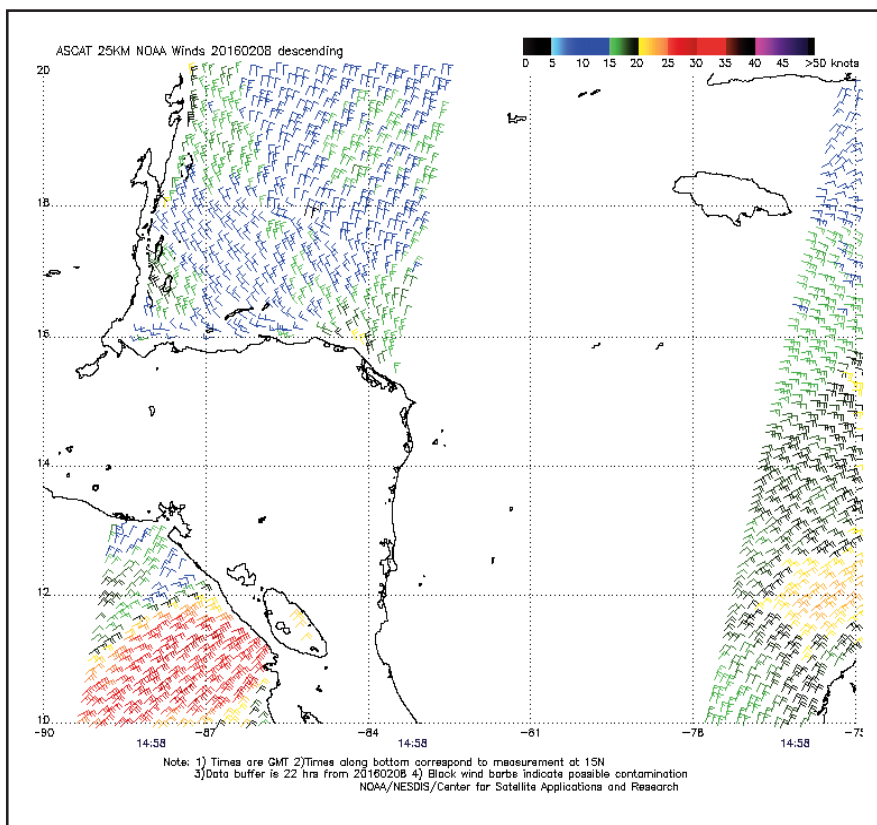 ASCAT 25KM NOAA Winds 20160208 descending
0 5 10 15 20 25 30 35 40 45 >50 knots
20
18
16
14
12
10
-90 -87 -84 -81 -78 -75
14:58 14:58 14:58
Note: 1) Times are GMT 2)Times along bottom correspond to measurement at 15N
3)Data buffer is 22 hrs from 20160208 4) Black wind barbs indicate possible contamination
NOAA/NESDIS/Center for Satellite Applications and Research